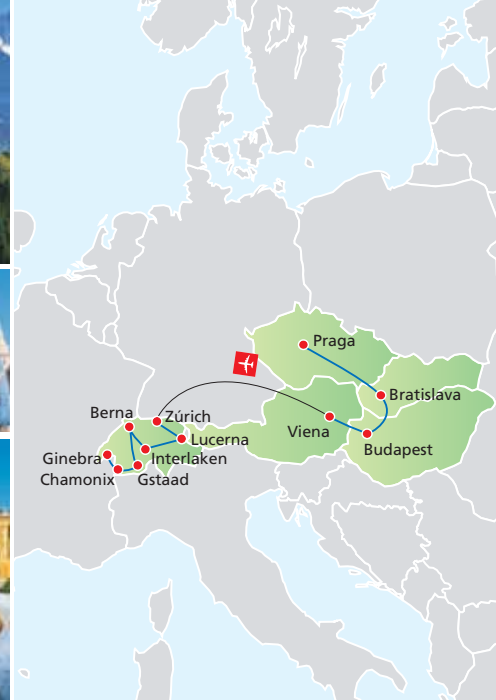 Praga
Bratislava
Berna
Zúrich
Viena
Lucerna
Budapest
Ginebra
Interlaken
Chamonix
Gstaad